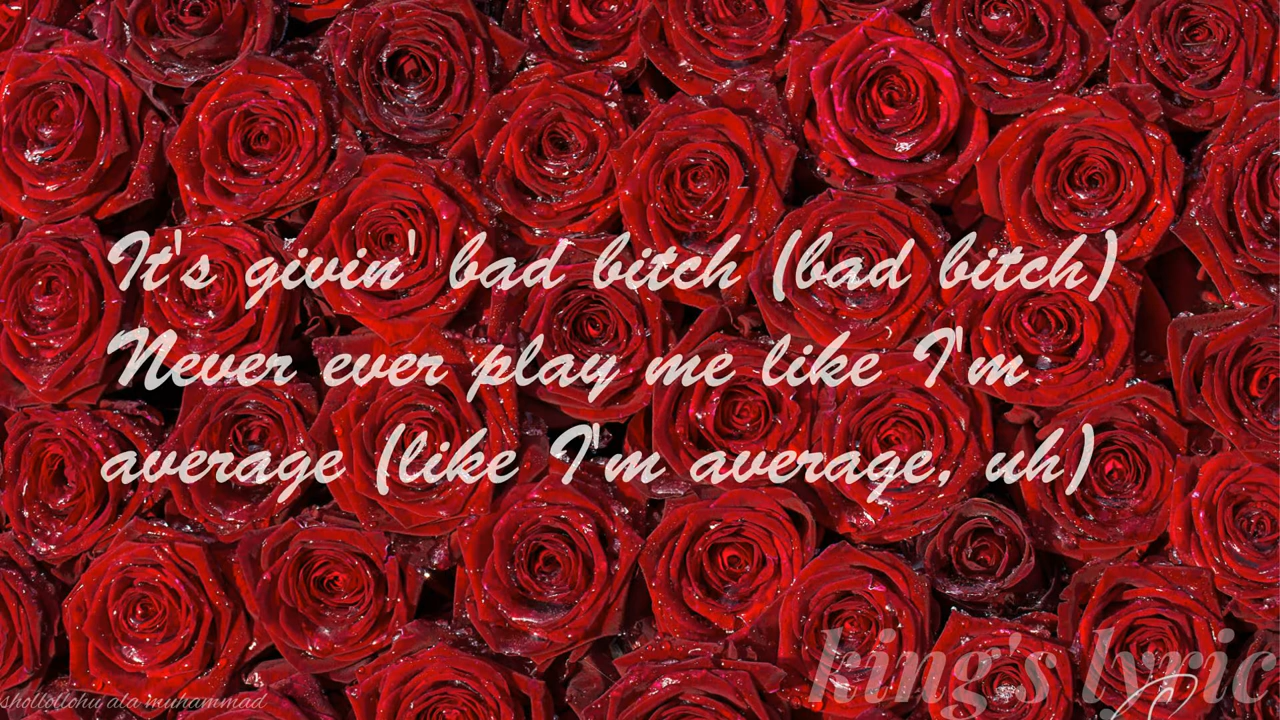 It's givin' bad bitch (bad bitch)
Never ever play me like I'm
average (like I'm average, uh)
king's lyric
shollollohu ala muhammad